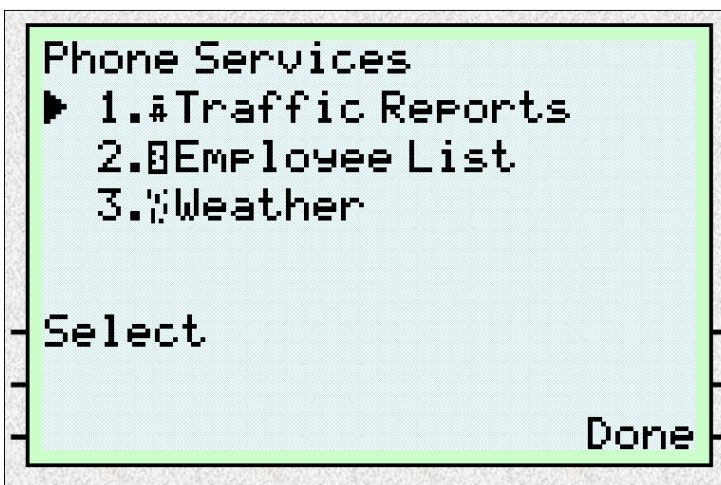 Phone Services
1. Traffic Reports
2. Employee List
3. Weather
Select
Done